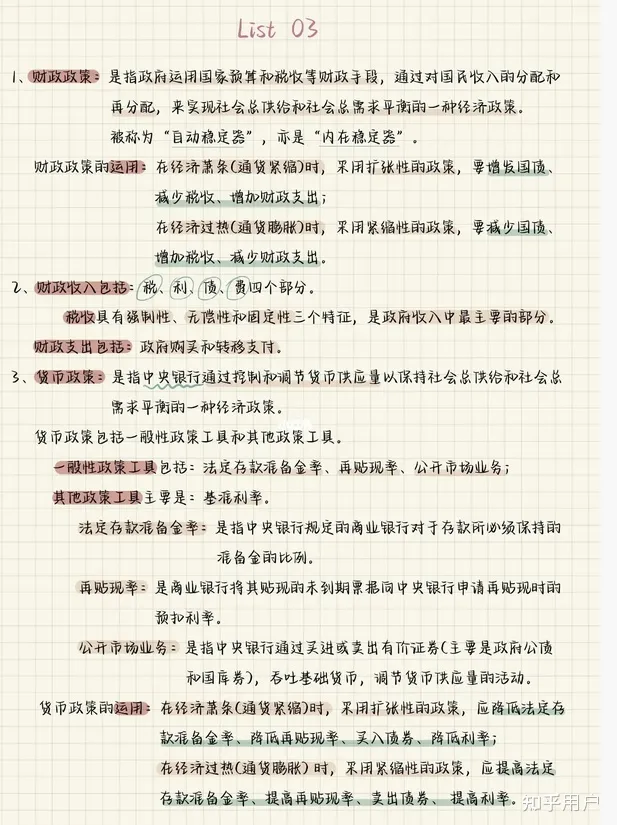 List 03
1、财政政策：是指政府运用国家预算和税收等财政手段，通过对国民收入的分配和
再分配，来实现社会总供给和社会总需求平衡的一种经济政策。
被称为“自动稳定器”，亦是“内在稳定器”。
财政政策的运用：在经济萧条(通货紧缩)时，采用扩张性的政策，要增发国债、
减少税收、增加财政支出；
在经济过热(通货膨胀)时，采用紧缩性的政策，要减少国债、
增加税收、减少财政支出。
2、财政收入包括：税、利、债、费四个部分。
税收具有强制性、无偿性和固定性三个特征，是政府收入中最主要的部分。
财政支出包括：政府购买和转移支付。
3、货币政策：是指中央银行通过控制和调节货币供应量以保持社会总供给和社会总
需求平衡的一种经济政策。
货币政策包括一般性政策工具和其他政策工具。
一般性政策工具包括：法定存款准备金率、再贴现率、公开市场业务；
其他政策工具主要是：基准利率。
法定存款准备金率：是指中央银行规定的商业银行对于存款所必须保持的
准备金的比例。
再贴现率：是商业银行将其贴现的未到期票据向中央银行申请再贴现时的
预扣利率。
公开市场业务：是指中央银行通过买进或卖出有价证券(主要是政府公债
和国库券)，吞吐基础货币，调节货币供应量的活动。
货币政策的运用：在经济萧条(通货紧缩)时，采用扩张性的政策，应降低法定存
款准备金率、降低再贴现率、买入债券、降低利率；
在经济过热(通货膨胀)时，采用紧缩性的政策，应提高法定
存款准备金率、提高再贴现率、卖出债券、提高利率。
知乎用户